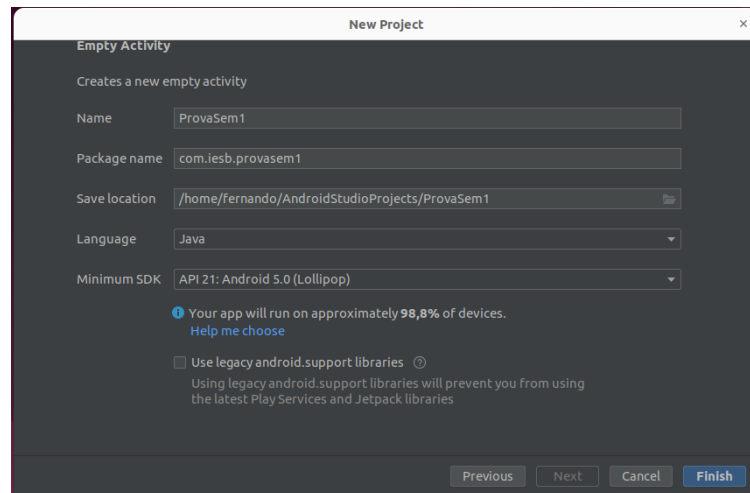 New Project
Empty Activity
Creates a new empty activity
Name ProvaSem1
Package name com.iesb.provasem1
Save location /home/fernando/AndroidStudioProjects/ProvaSem1
Language Java
Minimum SDK API 21: Android 5.0 (Lollipop)
Your app will run on approximately 98,8% of devices.
Help me choose
Use legacy android.support libraries ?
Using legacy android.support libraries will prevent you from using
the latest Play Services and Jetpack libraries
Previous Next Cancel Finish